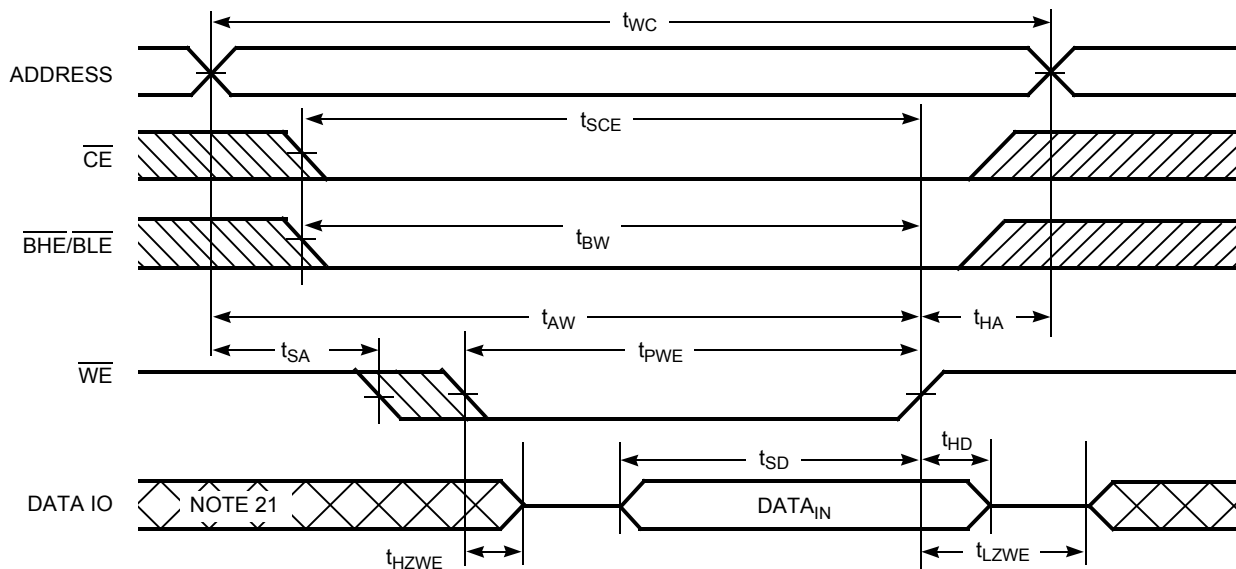 tWC
ADDRESS
tSCE
CE
tBW
BHE/BLE
tAW
tHA
tSA
tPWE
WE
tSD
tHD
DATA IO
NOTE 21
DATAIN
tHZWE
tLZWE